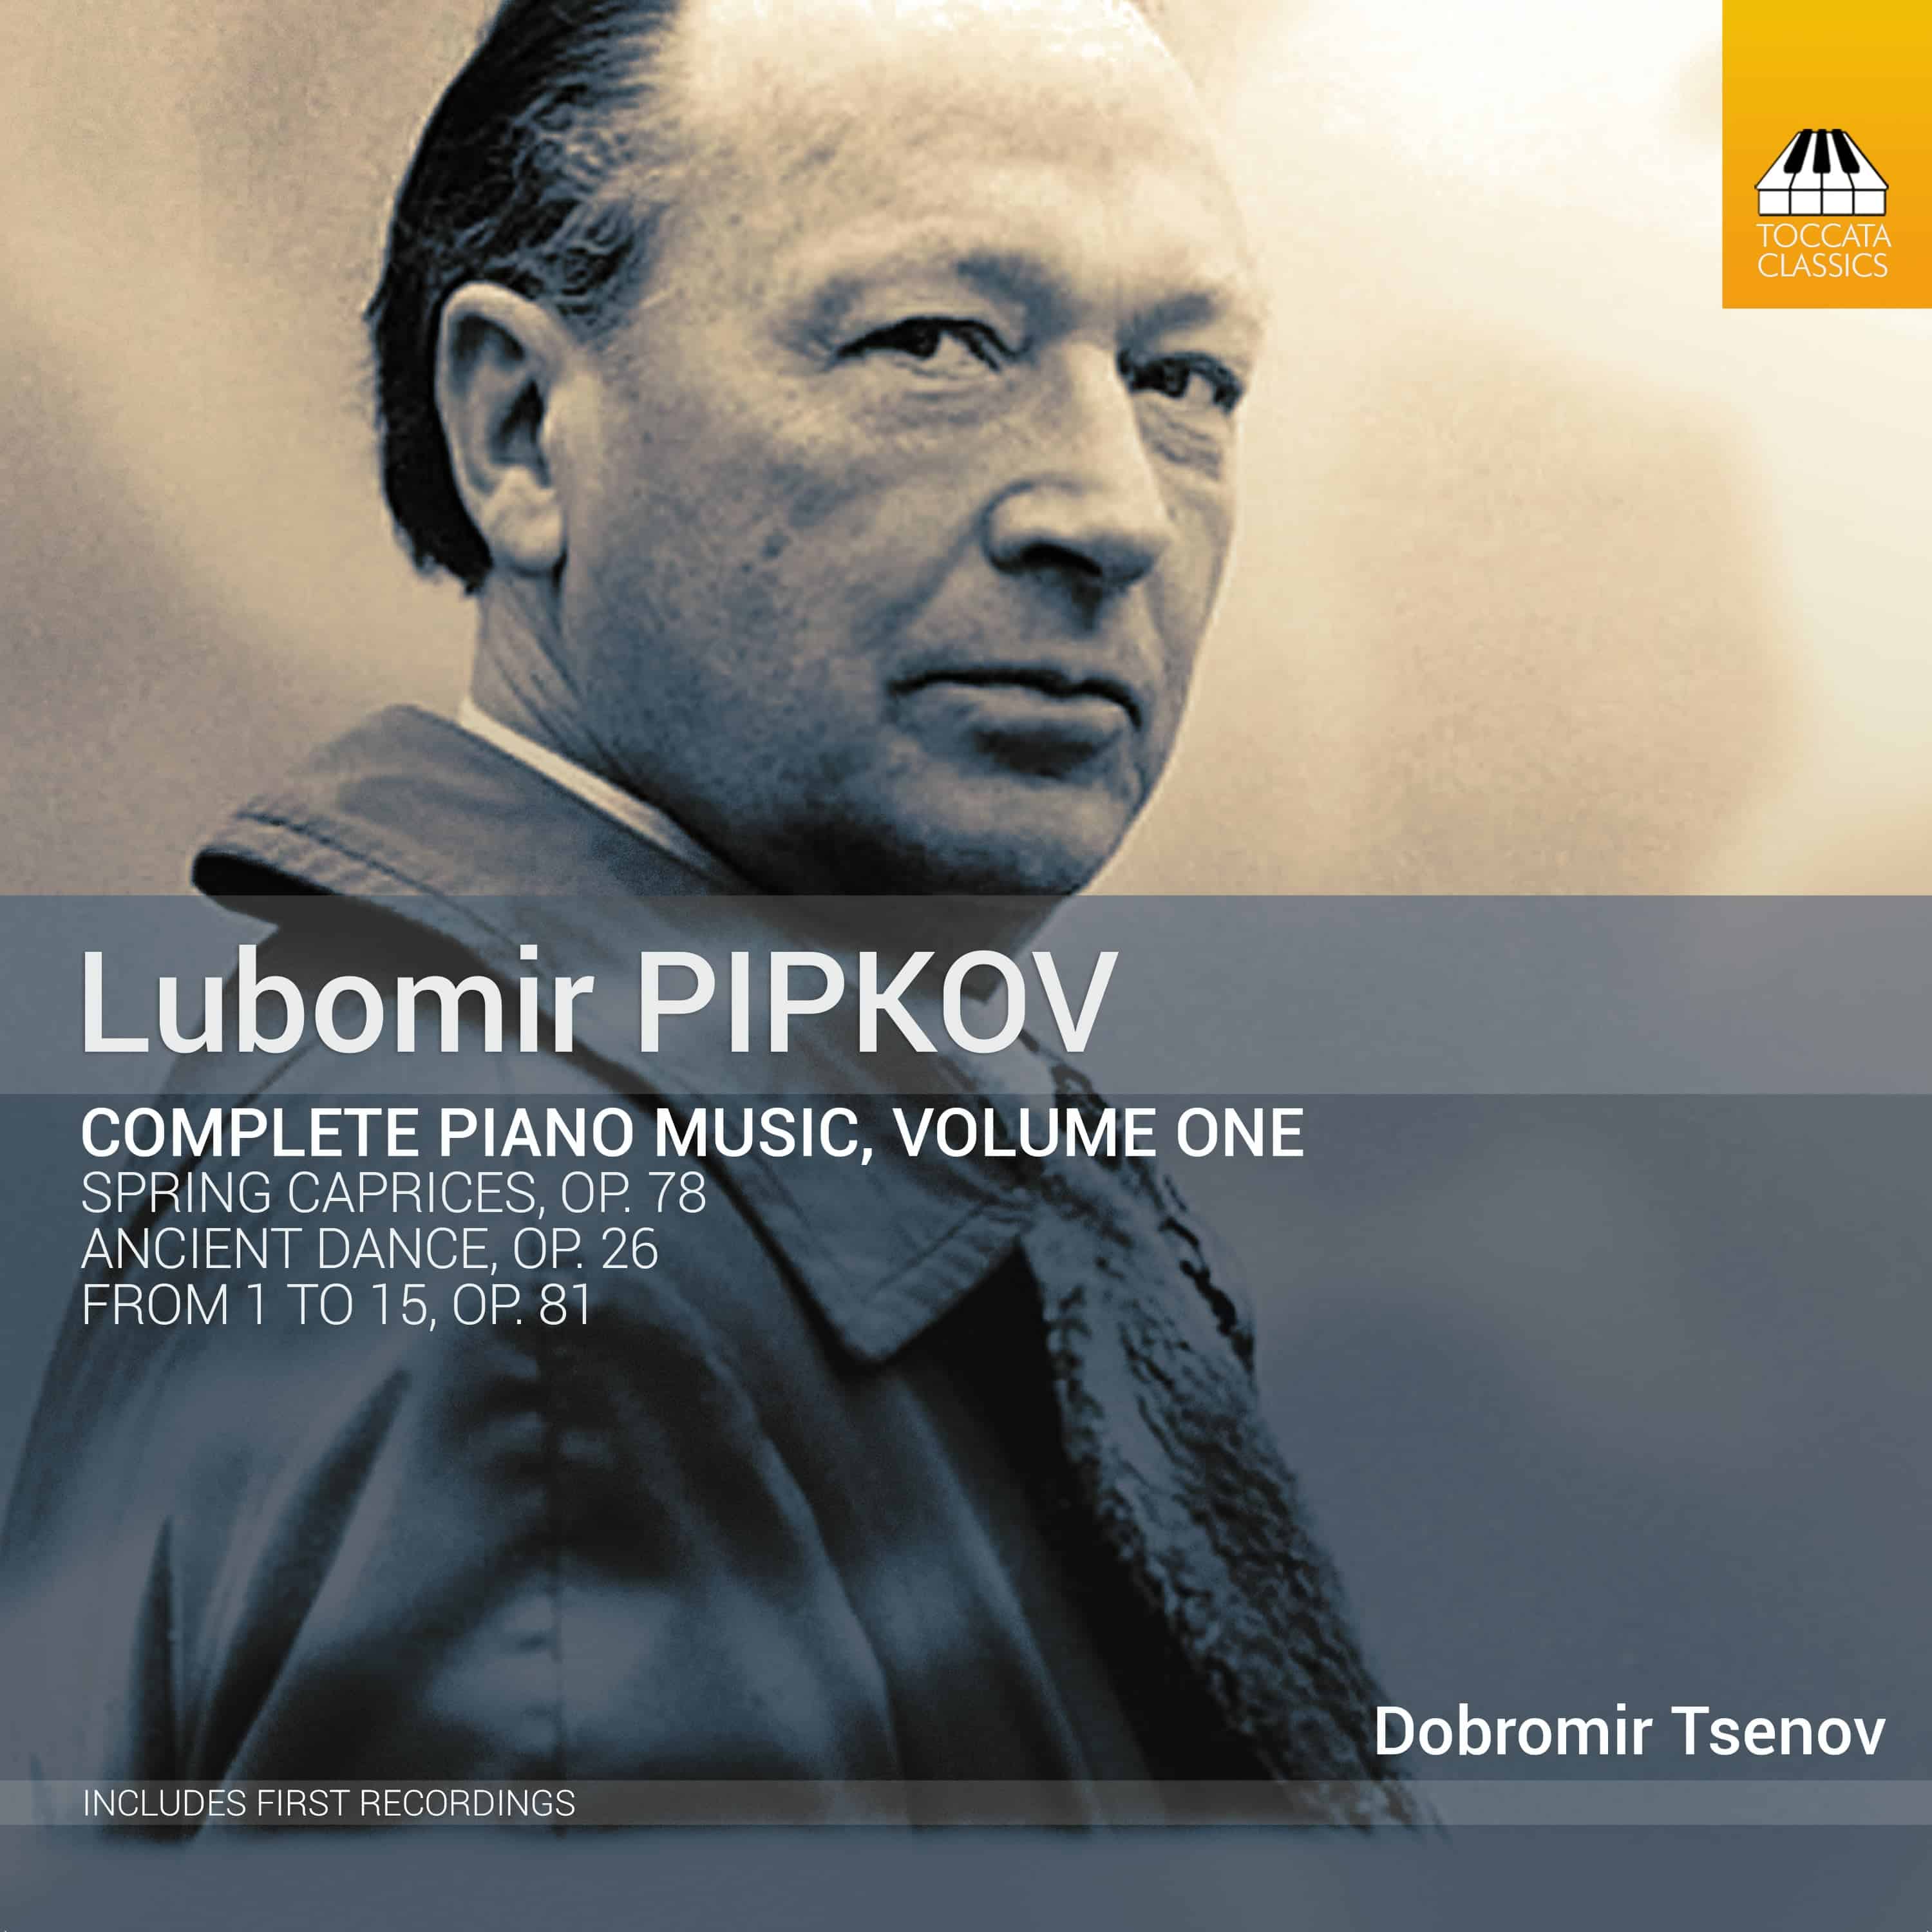 TOCCATA
CLASSICS
Lubomir PIPKOV
COMPLETE PIANO MUSIC, VOLUME ONE
SPRING CAPRICES, OP. 78
ANCIENT DANCE, OP. 26
FROM 1 TO 15, OP. 81
Dobromir Tsenov
INCLUDES FIRST RECORDINGS